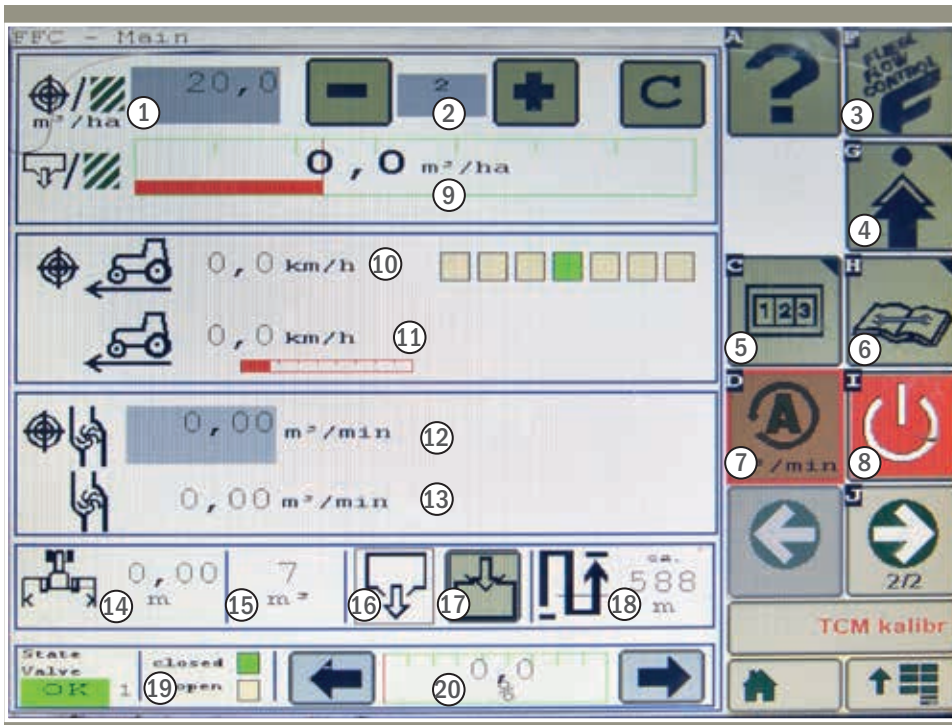 FFC - Main
A
F
20,0
2
C
FLIEGL
FLOW
CONTROL
m³/ha
1
2
3
0,0 m³/ha
9
G
4
0,0 km/h
10
C
H
123
0,0 km/h
11
5
6
D
I
A
0,00 m³/min
12
³/min
7
8
0,00 m³/min
13
J
2/2
ca.
0,00
7
588
m
m³
m
14
15
16
17
18
TCM kalibr
State
Valve
closed
OK 1
open
0,0
%
19
20